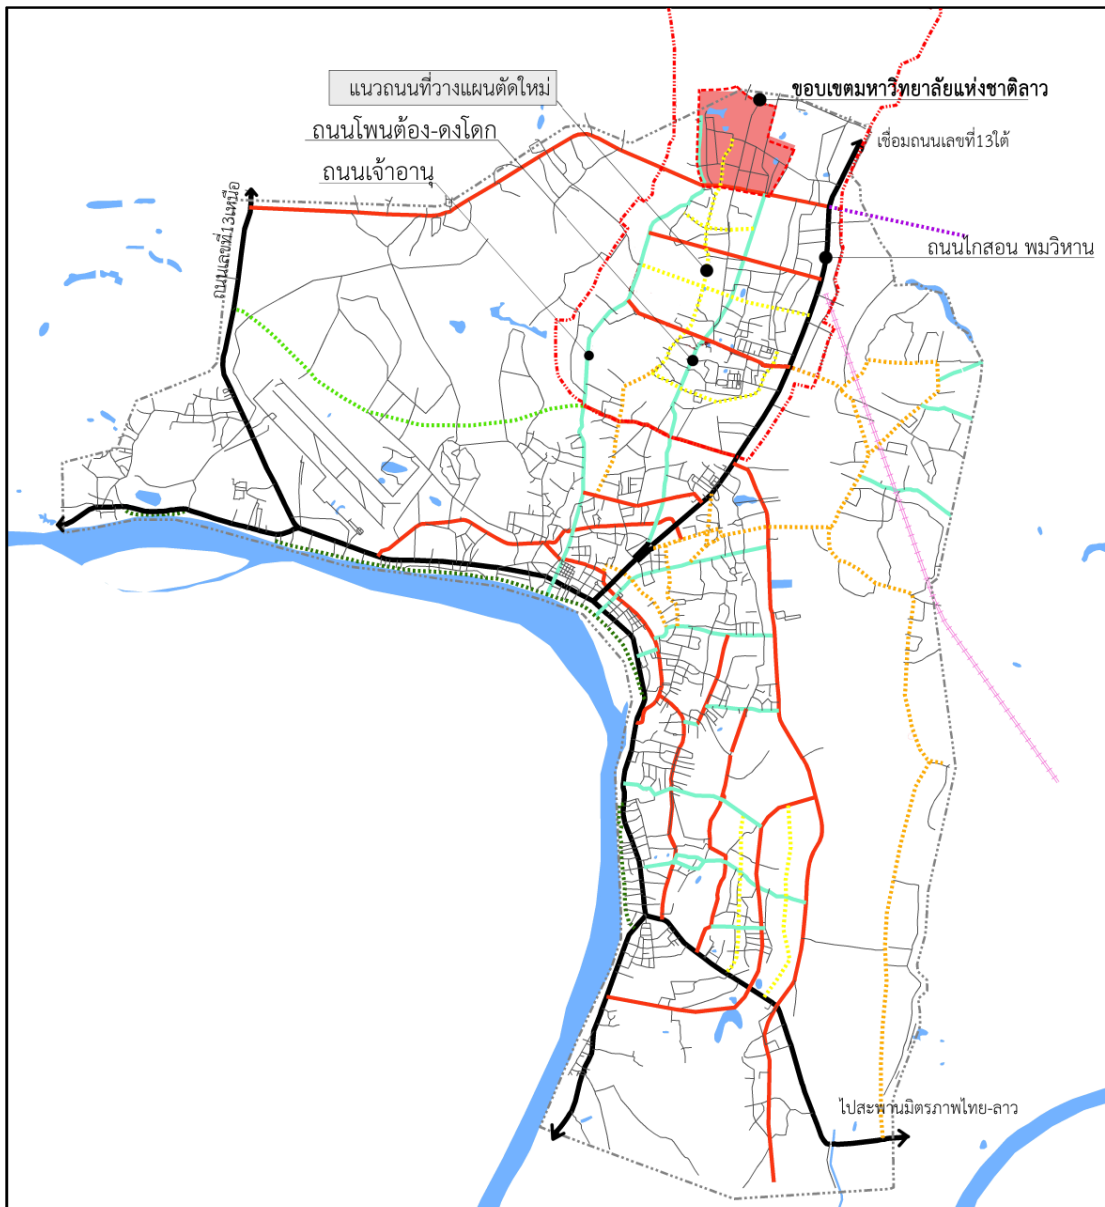 แนวถนนที่วางแผนตัดใหม่
ขอบเขตมหาวิทยาลัยแห่งชาติลาว
ถนนโพนต้อง-ดงโดก
เชื่อมถนนเลขที่13ใต้
ถนนเจ้าอานุ
ถนนเลขที่13เหนือ
ถนนไกสอน พมวิหาน
ไปสะพานมิตรภาพไทย-ลาว